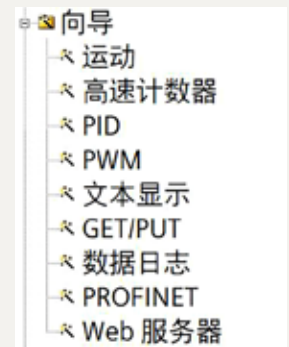 向导
运动
高速计数器
PID
PWM
文本显示
GET/PUT
数据日志
PROFINET
Web 服务器